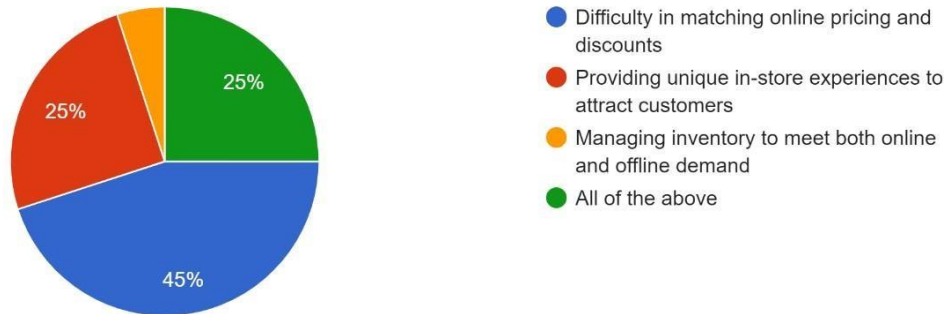 25%
25%
45%
Difficulty in matching online pricing and
discounts
Providing unique in-store experiences to
attract customers
Managing inventory to meet both online
and offline demand
All of the above